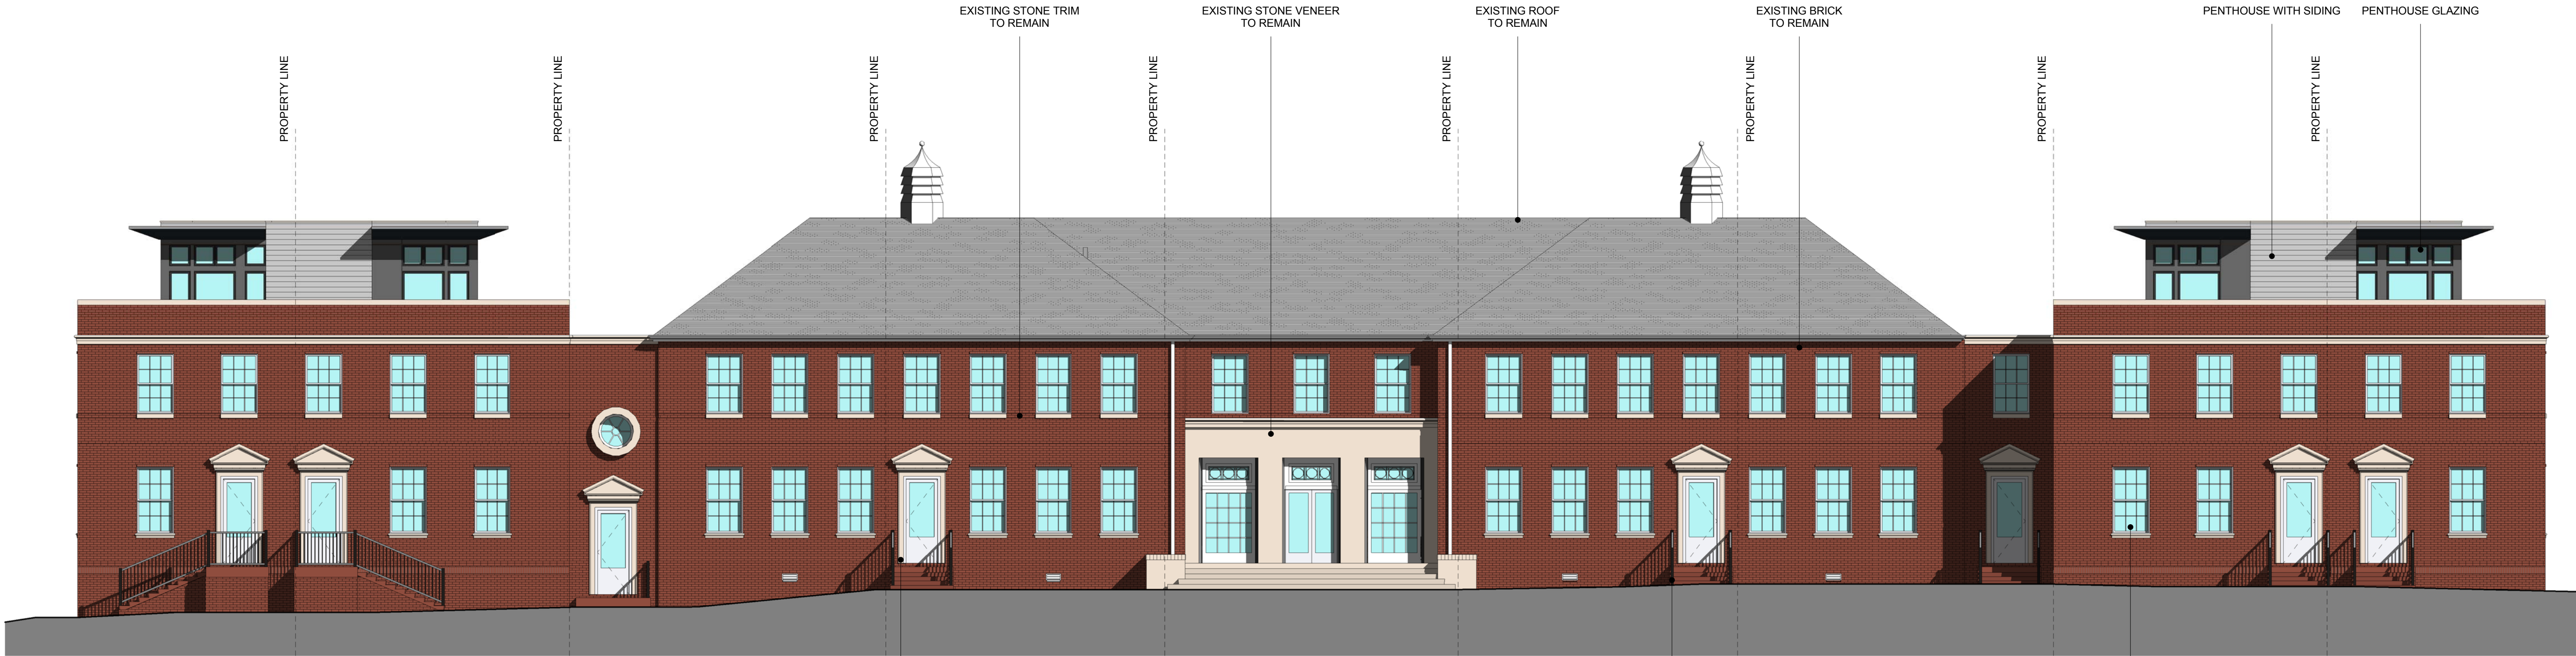 EXISTING STONE TRIM
TO REMAIN
EXISTING STONE VENEER
TO REMAIN
EXISTING ROOF
TO REMAIN
EXISTING BRICK
TO REMAIN
PENTHOUSE WITH SIDING
PENTHOUSE GLAZING
PROPERTY LINE
PROPERTY LINE
PROPERTY LINE
PROPERTY LINE
PROPERTY LINE
PROPERTY LINE
PROPERTY LINE
PROPERTY LINE